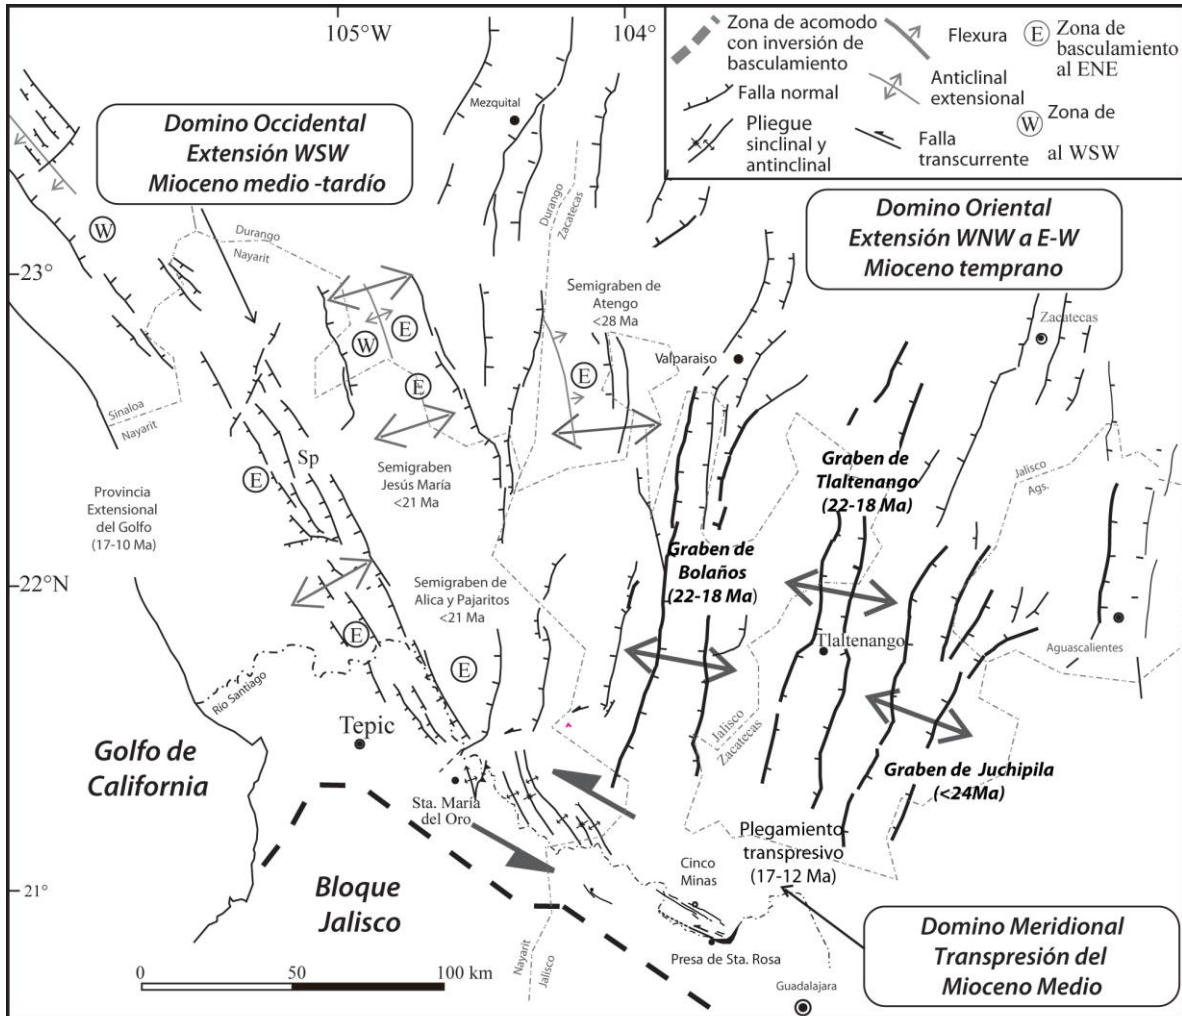 105°W
104°
Zona de acomodo
con inversión de
basculamiento
Flexura
E
Zona de
basculamiento
al ENE
Falla normal
Anticlinal
extensional
W
Zona de
al WSW
Pliegue
sinclinal y
antinclinal
Falla
transcurrente
Mezquital
Domino Occidental
Extensión WSW
Mioceno medio -tardío
Domino Oriental
Extensión WNW a E-W
Mioceno temprano
Durango
Zacatecas
W
Durango
Nayarit
23°
Semigraben de
Atengo
<28 Ma
Zacatecas
E
W
Valparaiso
E
E
Sinaloa
Nayarit
Sp
E
Semigraben
Jesús María
<21 Ma
Graben de
Tlaltenango
(22-18 Ma)
Jalisco
Ags.
Provincia
Extensional
del Golfo
(17-10 Ma)
Graben de
Bolaños
(22-18 Ma)
22°N
Semigraben de
Alica y Pajaritos
<21 Ma
E
E
Tlaltenango
Aguascalientes
Río Santiago
Tepic
Jalisco
Zacatecas
Golfo de
California
Graben de Juchipila
(<24Ma)
Sta. María
del Oro
Plegamiento
transpresivo
(17-12 Ma)
Cinco
Minas
21°
Bloque
Jalisco
Domino Meridional
Transpresión del
Mioceno Medio
Nayarit
Jalisco
Presa de Sta. Rosa
0
50
100 km
Guadalajara